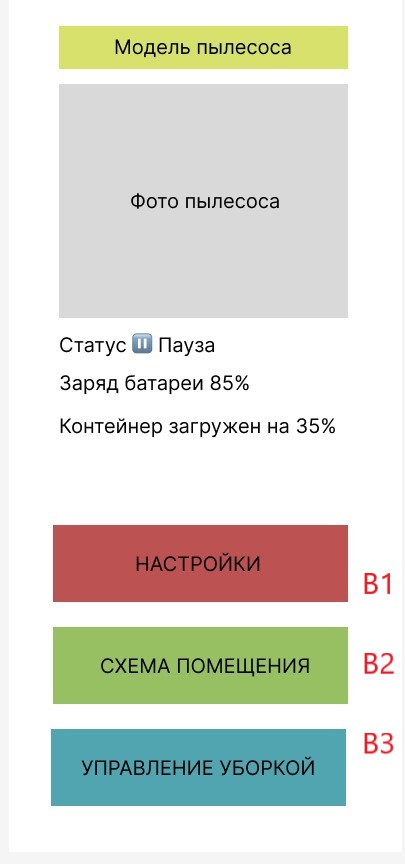 Модель пылесоса
Фото пылесоса
Статус ⏸ Пауза
Заряд батареи 85%
Контейнер загружен на 35%
НАСТРОЙКИ
B1
СХЕМА ПОМЕЩЕНИЯ
B2
B3
УПРАВЛЕНИЕ УБОРКОЙ